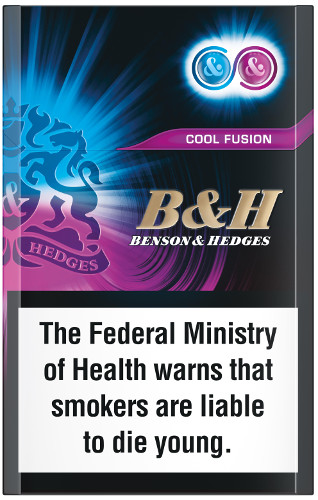 & &
COOL FUSION
&
HEDGES
B&H
BENSON & HEDGES
The Federal Ministry
of Health warns that
smokers are liable
to die young.